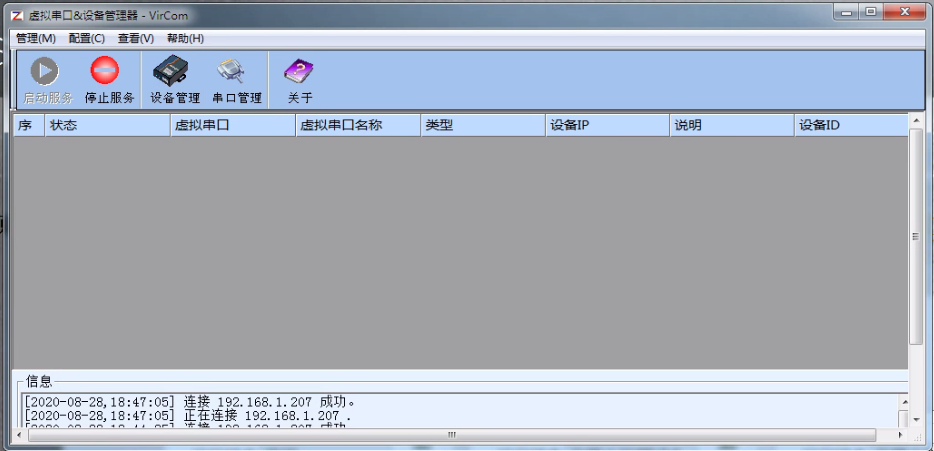 虚拟串口&设备管理器 - VirCom
管理(M) 配置(C) 查看(V) 帮助(H)
启动服务 停止服务 设备管理 串口管理 关于
序 状态 虚拟串口 虚拟串口名称 类型 设备IP 说明 设备ID
信息
[2020-08-28,18:47:05] 连接 192.168.1.207 成功。
[2020-08-28,18:47:05] 正在连接 192.168.1.207 .